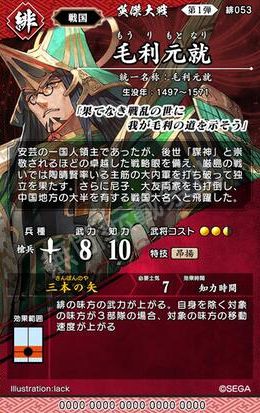 緋
戦国
英傑大戦
第1弾
緋053
もうりもとなり
毛利元就
統一名称:毛利元就
生没年:1497~1571
「果てなき戦乱の世に
我が毛利の道を示そう」
安芸の一国人領主であったが、後世「謀神」と崇
敬されるほどの卓越した戦略眼を備え、厳島の戦
いでは陶晴賢率いる主筋の大内軍を打ち破って独
立を果たす。さらに尼子、大友両家をも打倒し、中
国地方の大半を有する戦国大名へと飛躍した。
兵種 武力 知力 武将コスト
槍兵 8 10
特技 昂揚
さんぼんのや 必要士気 効果時間
三本の矢 7 知力時間
効果範囲
緋の味方の武力が上がる。自身を除く対象
の味方が3部隊の場合、対象の味方の移動
速度が上がる
Illustration:lack
©SEGA
0000 0000 0000 0000 0000